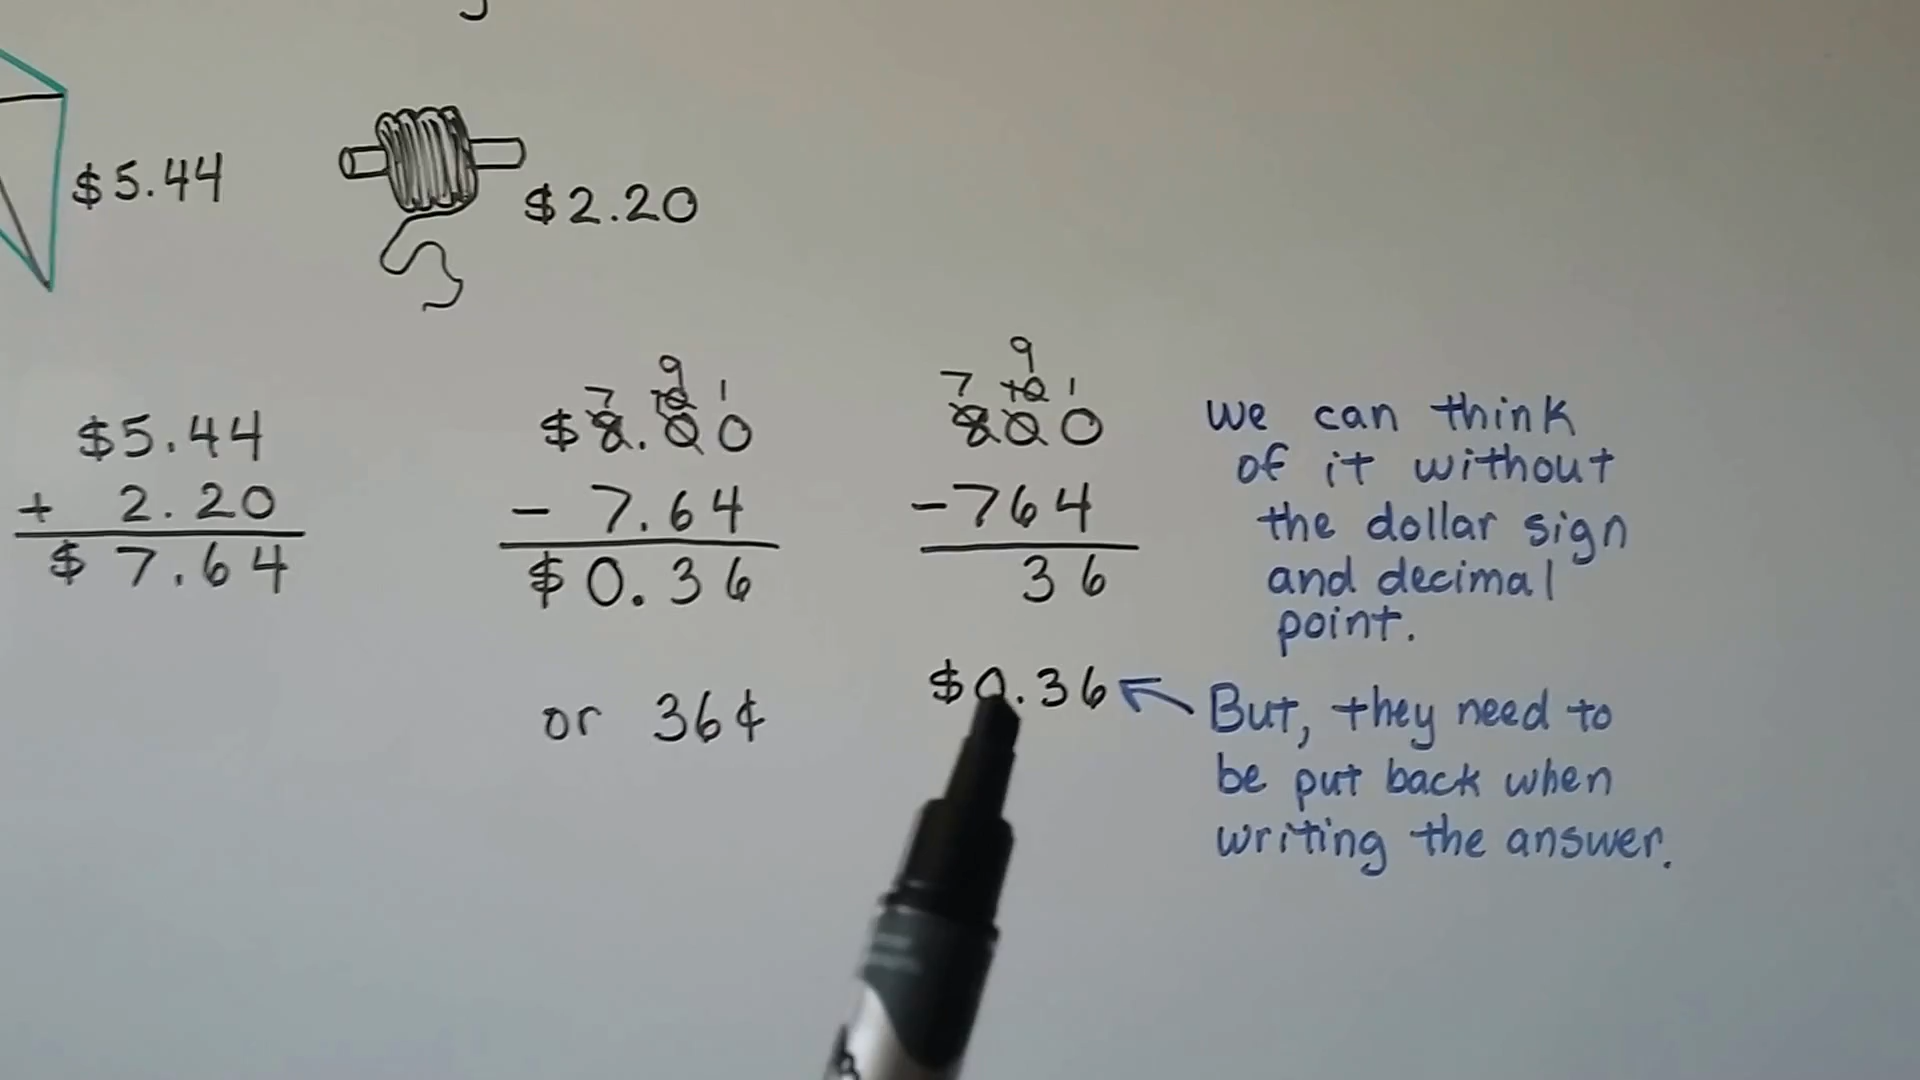 $5.44
$2.20
$5.44
+ 2.20
$7.64
7 9 10 1
$8.00
- 7.64
$0.36
or 36¢
7 9 10 1
800
-764
36
$0.36
we can think
of it without
the dollar sign
and decimal
point.
But, they need to
be put back when
writing the answer.